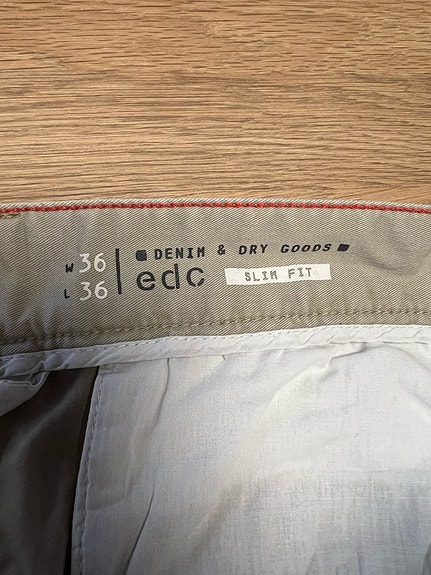 W 36
L 36
DENIM & DRY GOODS
edc SLIM FIT